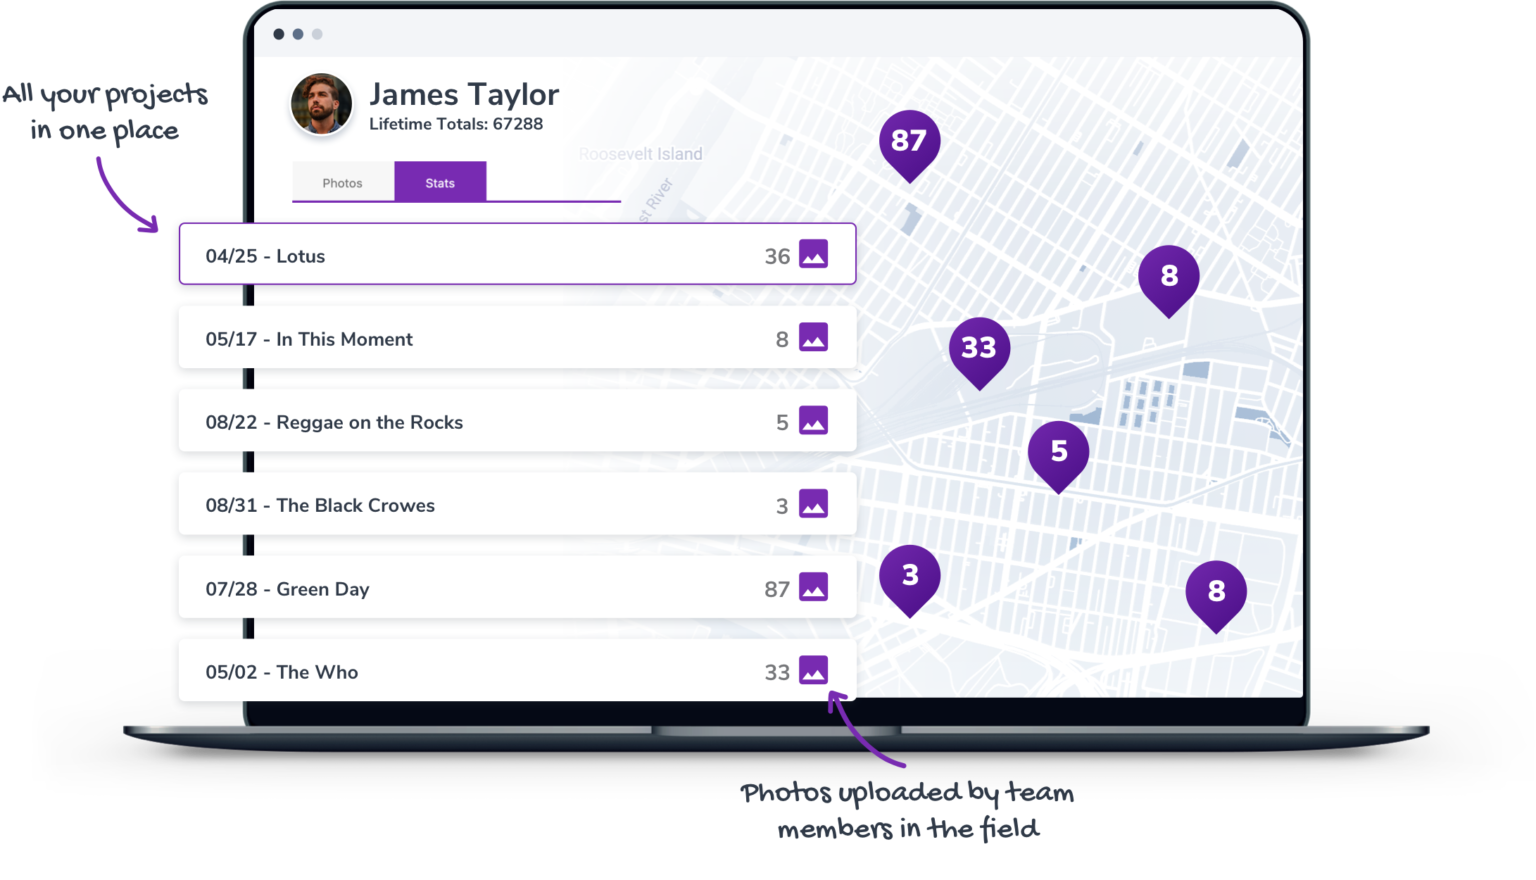 All your projects
in one place
James Taylor
Lifetime Totals: 67288
Photos
Stats
Roosevelt Island
st River
04/25 - Lotus
36
05/17 - In This Moment
8
08/22 - Reggae on the Rocks
5
08/31 - The Black Crowes
3
07/28 - Green Day
87
05/02 - The Who
33
87
8
33
5
3
8
Photos uploaded by team
members in the field